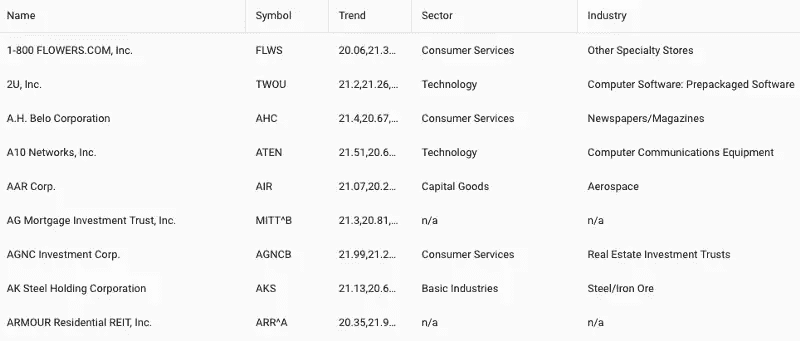 Name Symbol Trend Sector Industry
1-800 FLOWERS.COM, Inc. FLWS 20.06,21.3... Consumer Services Other Specialty Stores
2U, Inc. TWOU 21.2,21.26,... Technology Computer Software: Prepackaged Software
A.H. Belo Corporation AHC 21.4,20.67,... Consumer Services Newspapers/Magazines
A10 Networks, Inc. ATEN 21.51,20.6... Technology Computer Communications Equipment
AAR Corp. AIR 21.07,20.2... Capital Goods Aerospace
AG Mortgage Investment Trust, Inc. MITT^B 21.3,20.81,... n/a n/a
AGNC Investment Corp. AGNCB 21.99,21.2... Consumer Services Real Estate Investment Trusts
AK Steel Holding Corporation AKS 21.13,20.6... Basic Industries Steel/Iron Ore
ARMOUR Residential REIT, Inc. ARR^A 20.35,21.9... n/a n/a